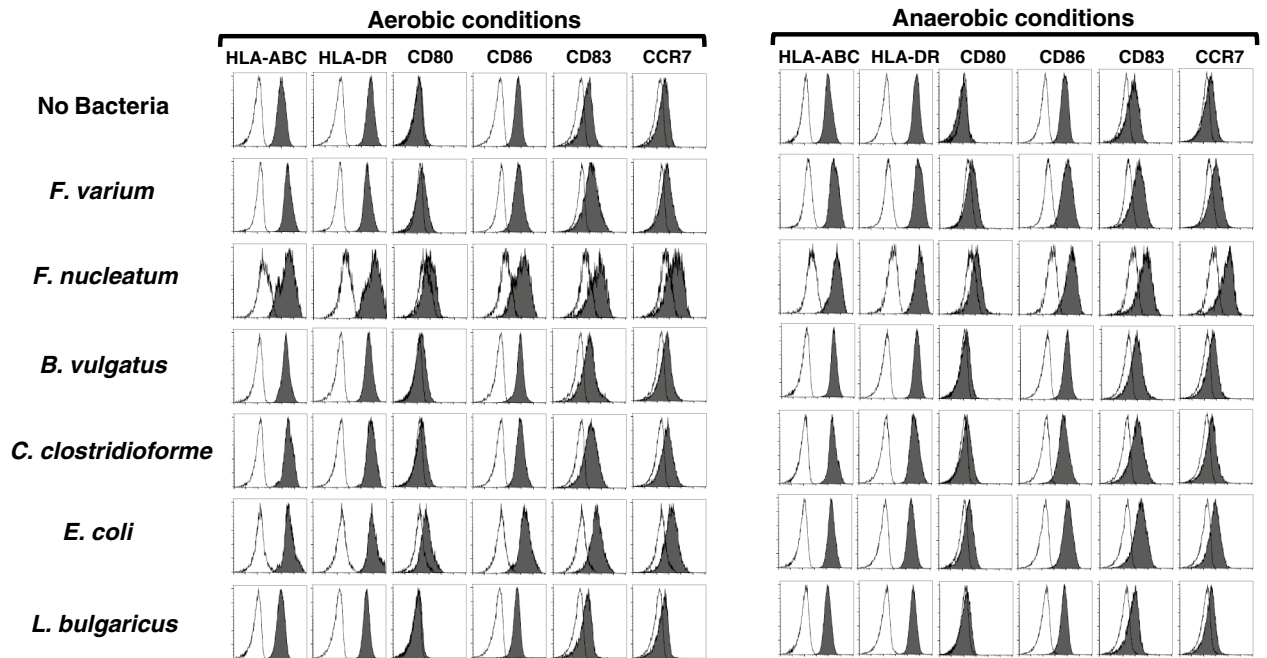 Aerobic conditions
Anaerobic conditions
HLA-ABC HLA-DR CD80 CD86 CD83 CCR7
HLA-ABC HLA-DR CD80 CD86 CD83 CCR7
No Bacteria
F. varium
F. nucleatum
B. vulgatus
C. clostridioforme
E. coli
L. bulgaricus